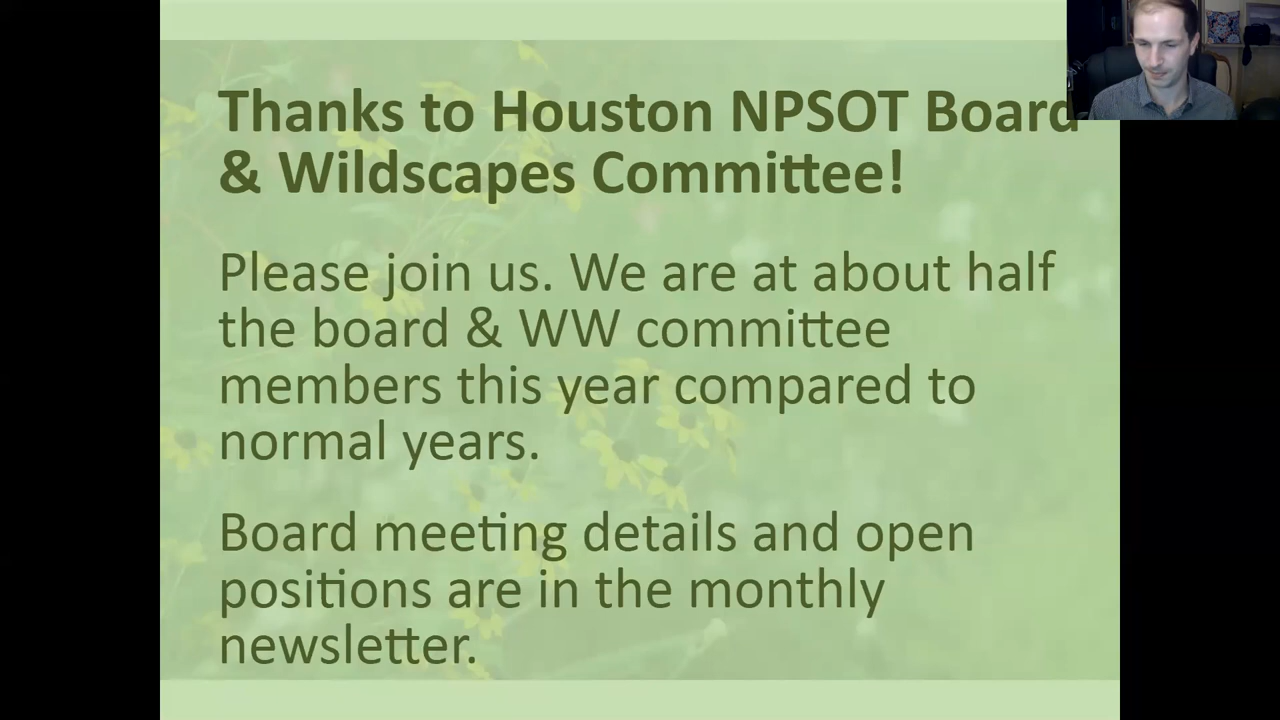 Thanks to Houston NPSOT Board
& Wildscapes Committee!
Please join us. We are at about half
the board & WW committee
members this year compared to
normal years.
Board meeting details and open
positions are in the monthly
newsletter.